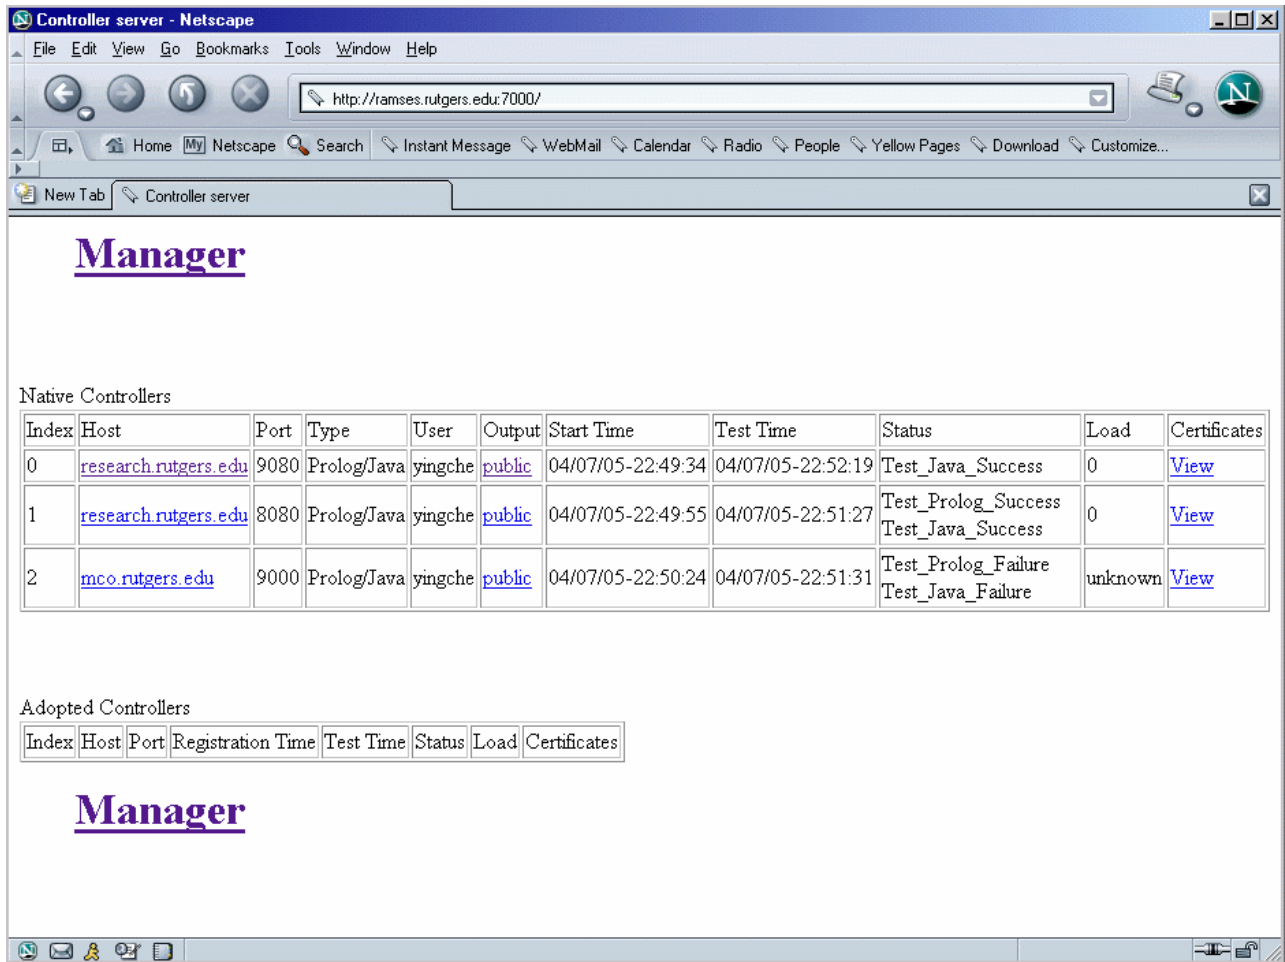 Controller server - Netscape
File Edit View Go Bookmarks Tools Window Help
http://ramses.rutgers.edu:7000/
N
Home My Netscape Search Instant Message WebMail Calendar Radio People Yellow Pages Download Customize...
New Tab Controller server
Manager
Native Controllers
Index Host Port Type User Output Start Time Test Time Status Load Certificates
0 research.rutgers.edu 9080 Prolog/Java yingche public 04/07/05-22:49:34 04/07/05-22:52:19 Test_Java_Success 0 View
1 research.rutgers.edu 8080 Prolog/Java yingche public 04/07/05-22:49:55 04/07/05-22:51:27 Test_Prolog_Success 0 View
Test_Java_Success
2 mco.rutgers.edu 9000 Prolog/Java yingche public 04/07/05-22:50:24 04/07/05-22:51:31 Test_Prolog_Failure unknown View
Test_Java_Failure
Adopted Controllers
Index Host Port Registration Time Test Time Status Load Certificates
Manager